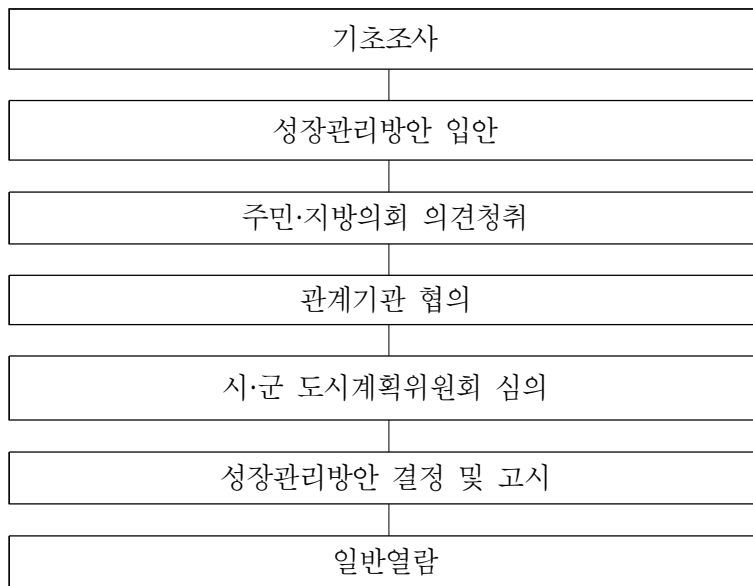 기초조사
성장관리방안 입안
주민·지방의회 의견청취
관계기관 협의
시·군 도시계획위원회 심의
성장관리방안 결정 및 고시
일반열람